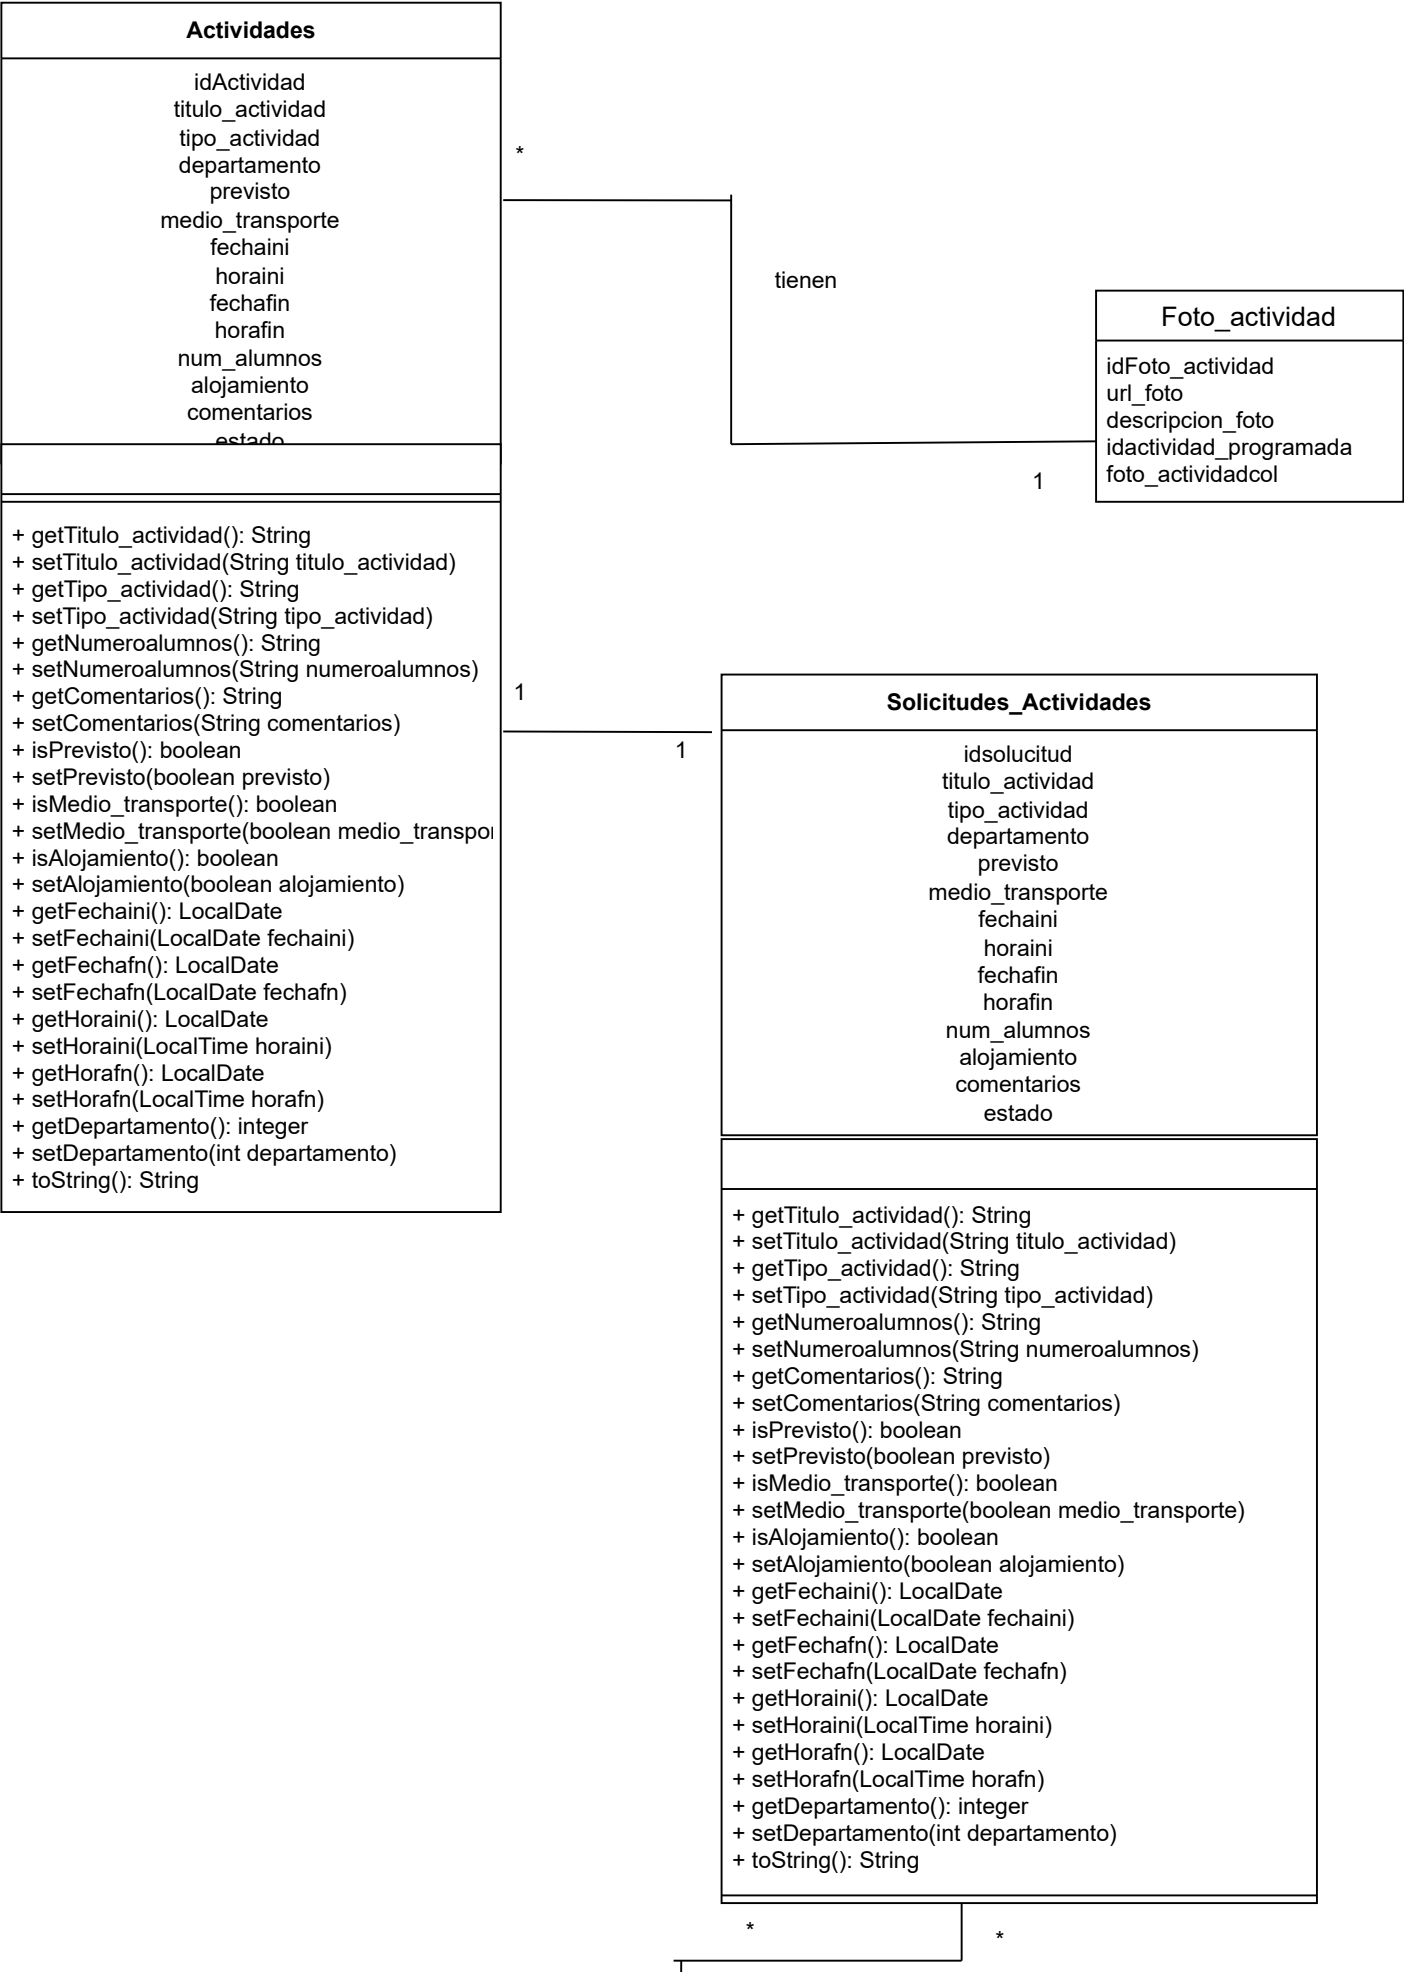 Actividades
idActividad
titulo_actividad
tipo_actividad
departamento
previsto
medio_transporte
fechaini
horaini
fechafin
horafin
num_alumnos
alojamiento
comentarios
estado
+ getTitulo_actividad(): String
+ setTitulo_actividad(String titulo_actividad)
+ getTipo_actividad(): String
+ setTipo_actividad(String tipo_actividad)
+ getNumeroalumnos(): String
+ setNumeroalumnos(String numeroalumnos)
+ getComentarios(): String
+ setComentarios(String comentarios)
+ isPrevisto(): boolean
+ setPrevisto(boolean previsto)
+ isMedio_transporte(): boolean
+ setMedio_transporte(boolean medio_transpor
+ isAlojamiento(): boolean
+ setAlojamiento(boolean alojamiento)
+ getFechaini(): LocalDate
+ setFechaini(LocalDate fechaini)
+ getFechafn(): LocalDate
+ setFechafn(LocalDate fechafn)
+ getHoraini(): LocalDate
+ setHoraini(LocalTime horaini)
+ getHorafn(): LocalDate
+ setHorafn(LocalTime horafn)
+ getDepartamento(): integer
+ setDepartamento(int departamento)
+ toString(): String
*
tienen
1
Foto_actividad
idFoto_actividad
url_foto
descripcion_foto
idactividad_programada
foto_actividadcol
1
1
Solicitudes_Actividades
idsolucitud
titulo_actividad
tipo_actividad
departamento
previsto
medio_transporte
fechaini
horaini
fechafin
horafin
num_alumnos
alojamiento
comentarios
estado
+ getTitulo_actividad(): String
+ setTitulo_actividad(String titulo_actividad)
+ getTipo_actividad(): String
+ setTipo_actividad(String tipo_actividad)
+ getNumeroalumnos(): String
+ setNumeroalumnos(String numeroalumnos)
+ getComentarios(): String
+ setComentarios(String comentarios)
+ isPrevisto(): boolean
+ setPrevisto(boolean previsto)
+ isMedio_transporte(): boolean
+ setMedio_transporte(boolean medio_transporte)
+ isAlojamiento(): boolean
+ setAlojamiento(boolean alojamiento)
+ getFechaini(): LocalDate
+ setFechaini(LocalDate fechaini)
+ getFechafn(): LocalDate
+ setFechafn(LocalDate fechafn)
+ getHoraini(): LocalDate
+ setHoraini(LocalTime horaini)
+ getHorafn(): LocalDate
+ setHorafn(LocalTime horafn)
+ getDepartamento(): integer
+ setDepartamento(int departamento)
+ toString(): String
*
*